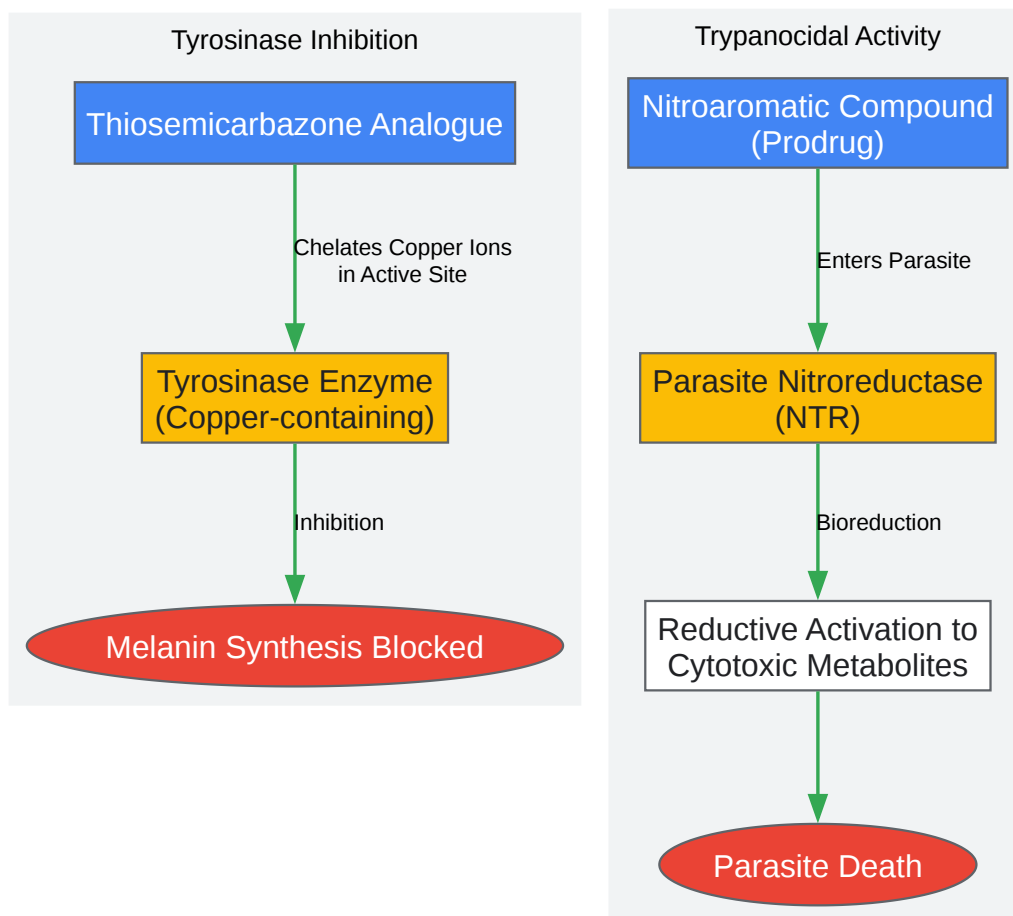 Tyrosinase Inhibition
Thiosemicarbazone Analogue
Chelates Copper Ions
in Active Site
Tyrosinase Enzyme
(Copper-containing)
Inhibition
Melanin Synthesis Blocked
Trypanocidal Activity
Nitroaromatic Compound
(Prodrug)
Enters Parasite
Parasite Nitroreductase
(NTR)
Bioreduction
Reductive Activation to
Cytotoxic Metabolites
Parasite Death